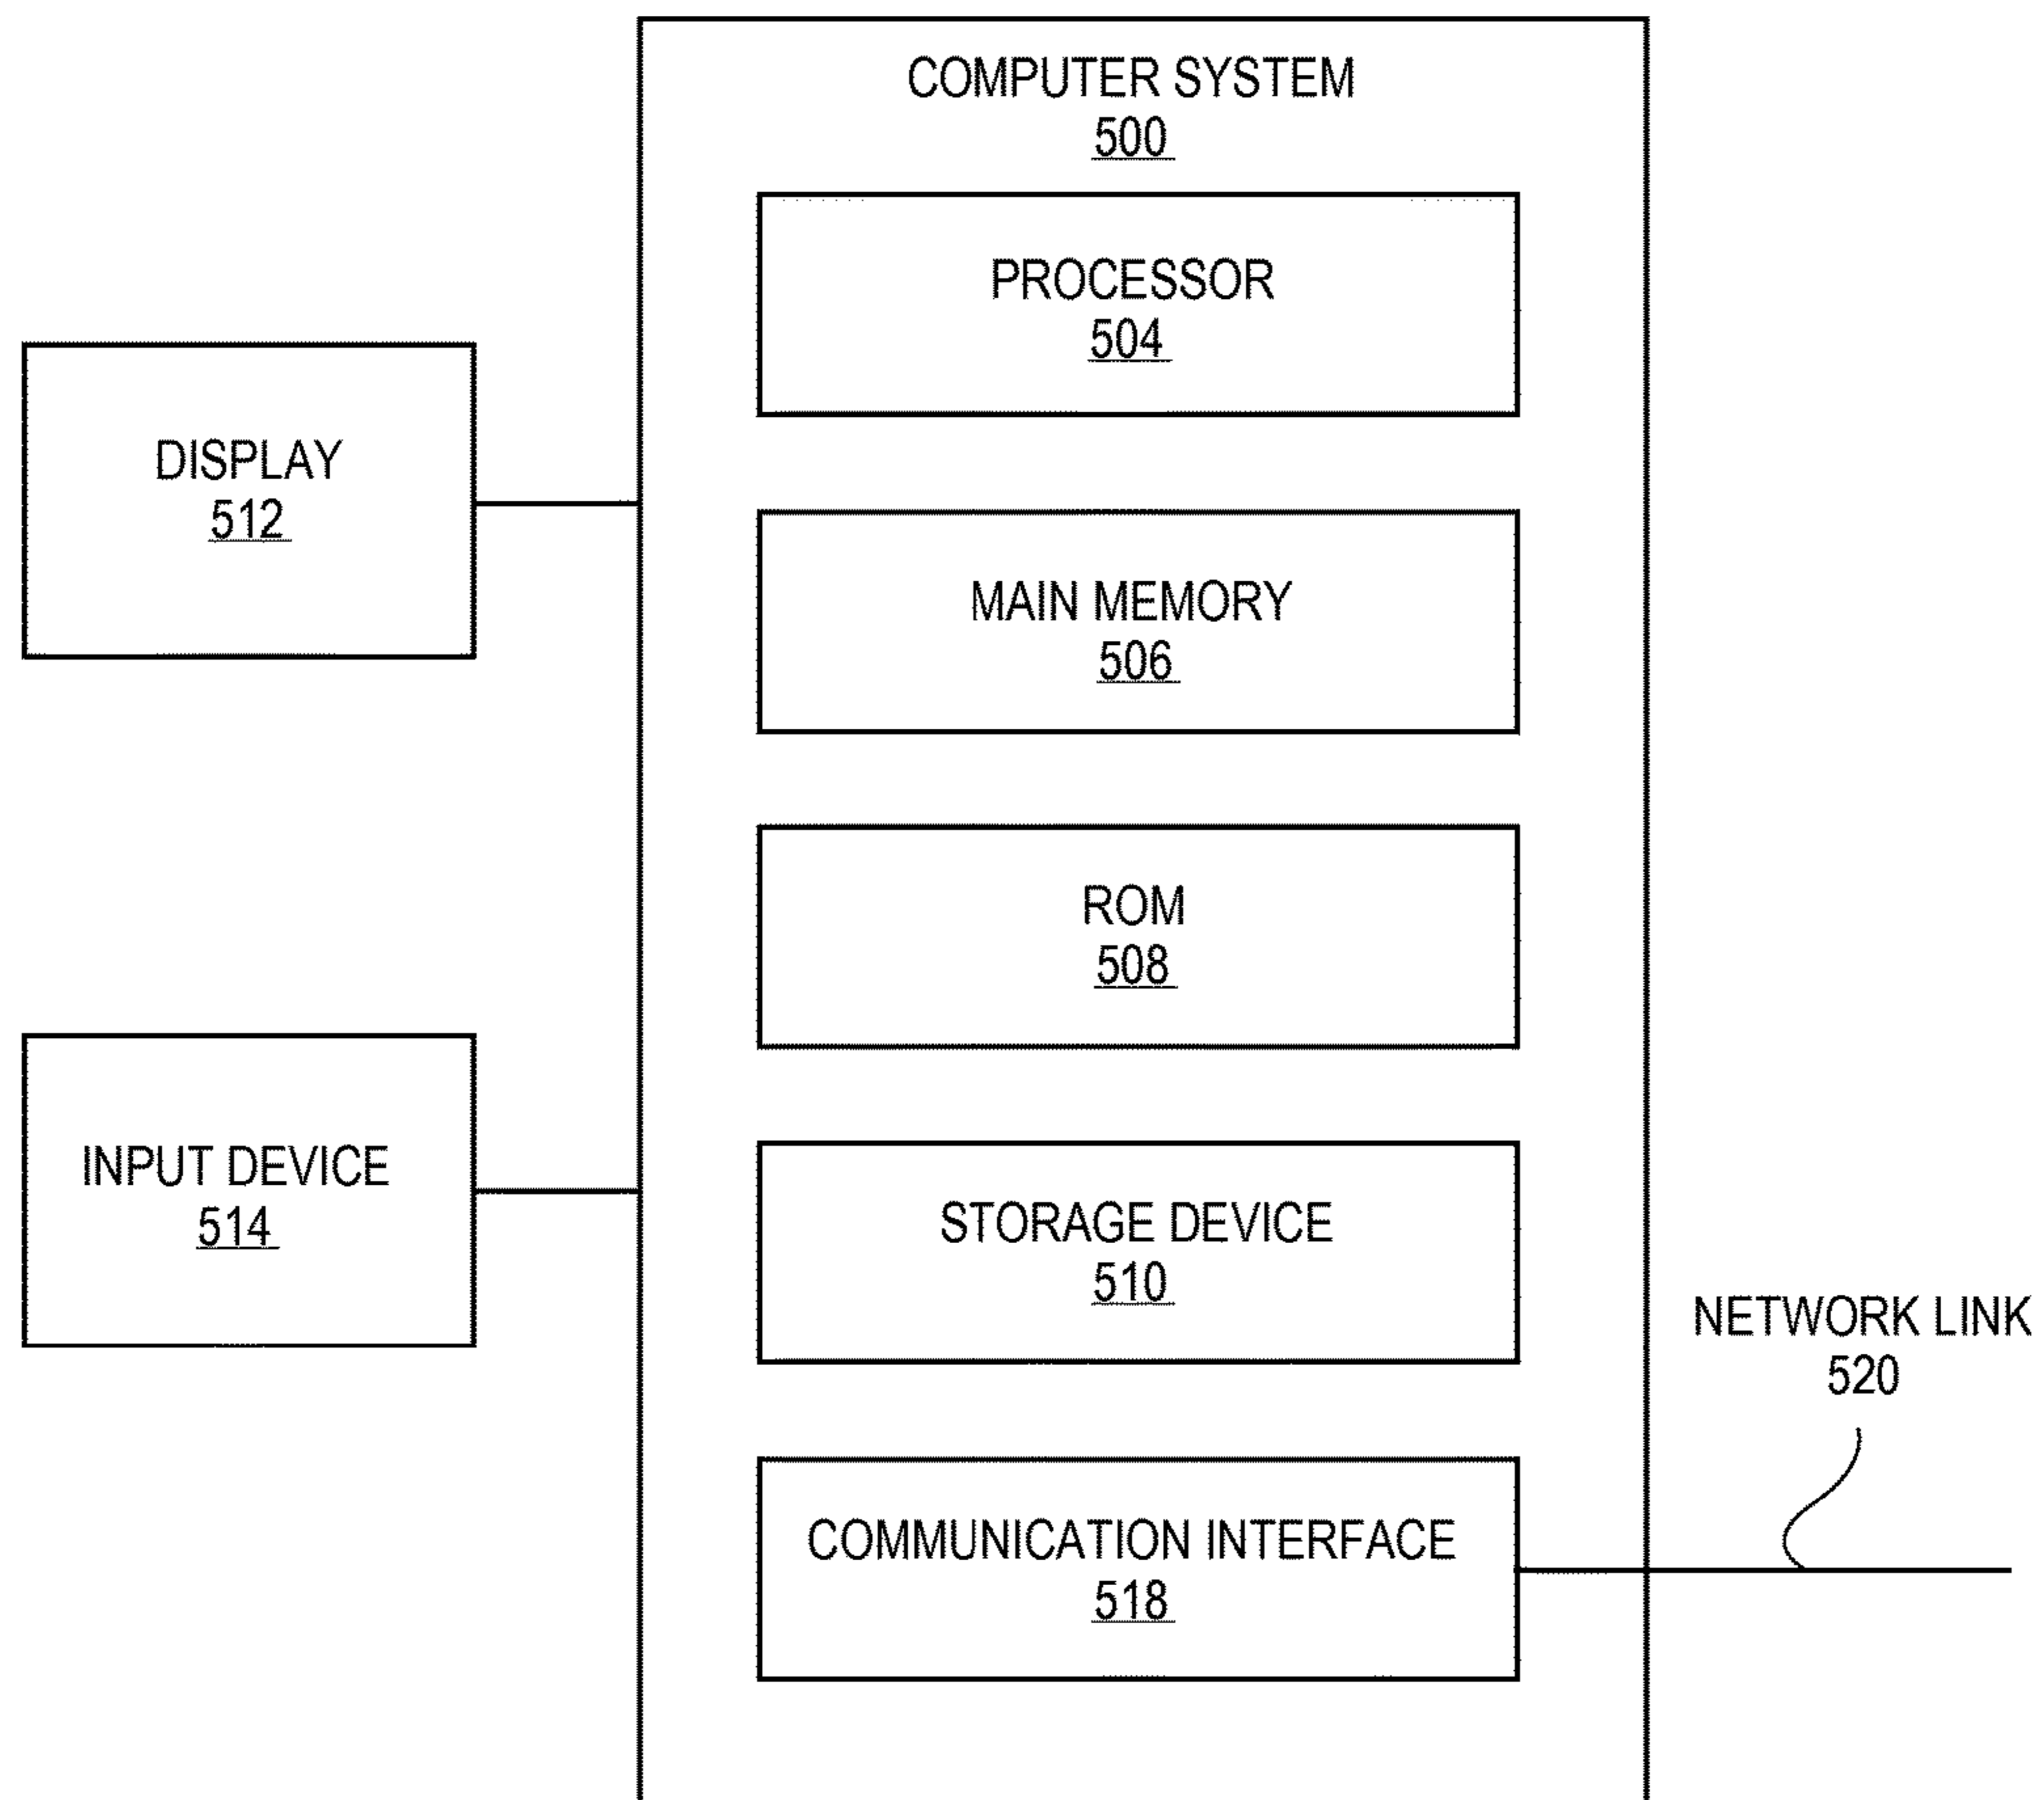 COMPUTER SYSTEM
500
PROCESSOR
504
DISPLAY
512
MAIN MEMORY
506
ROM
508
INPUT DEVICE
514
STORAGE DEVICE
510
NETWORK LINK
520
COMMUNICATION INTERFACE
518